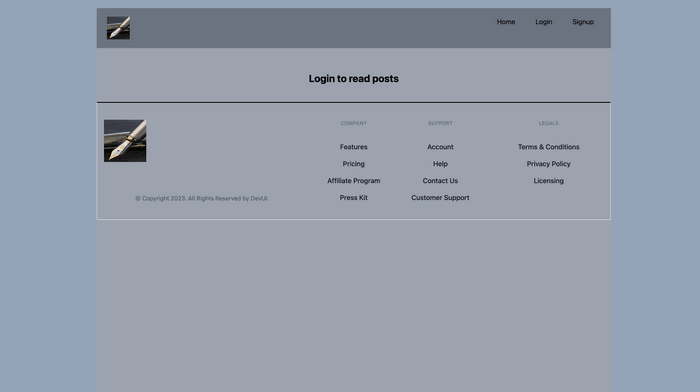 Home Login Signup
Login to read posts
COMPANY
Features
Pricing
Affiliate Program
Press Kit
SUPPORT
Account
Help
Contact Us
Customer Support
LEGALS
Terms & Conditions
Privacy Policy
Licensing
© Copyright 2023. All Rights Reserved by DevUI.